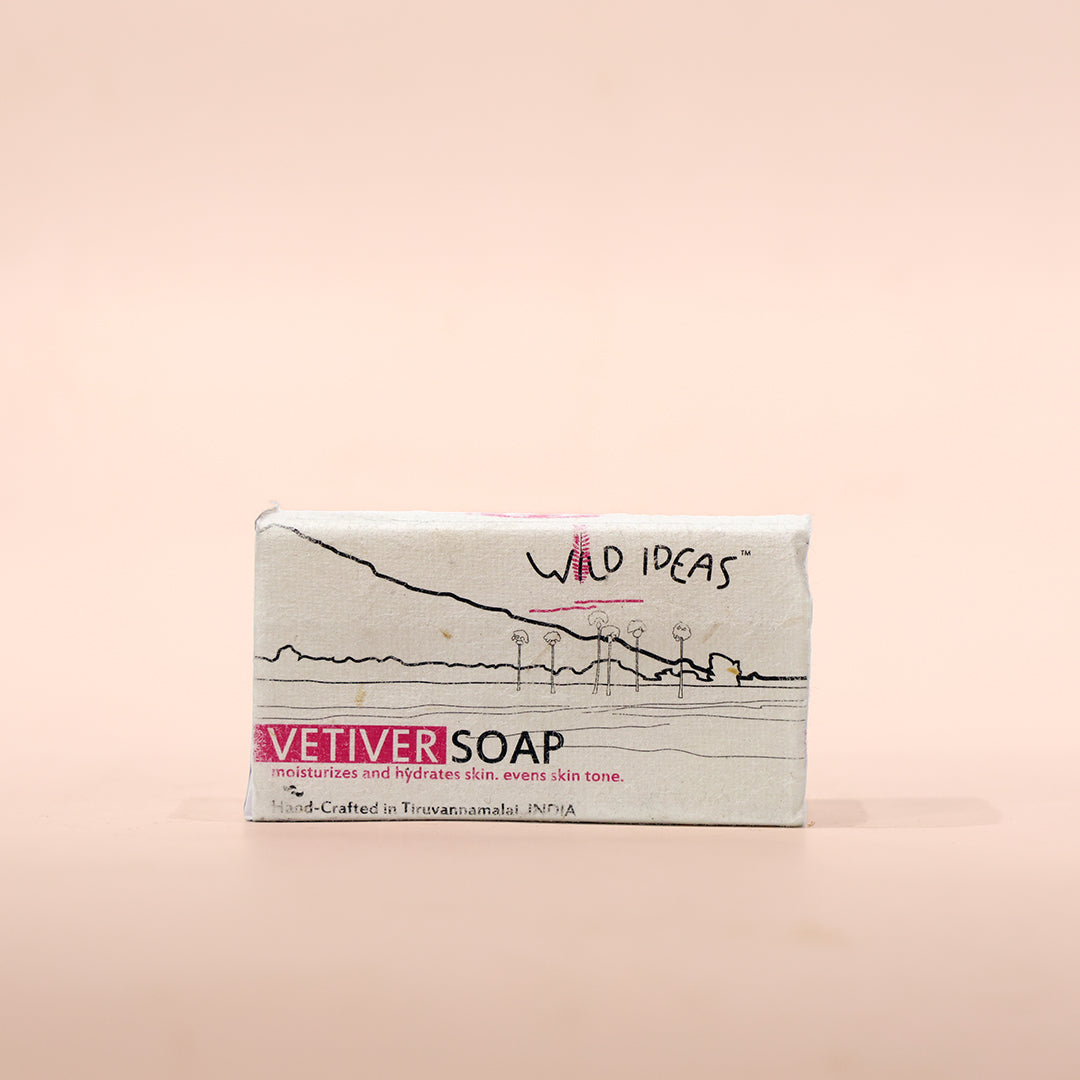 WILD IDEAS™
VETIVER SOAP
moisturizes and hydrates skin. evens skin tone.
Hand-Crafted in Tiruvannamalai, INDIA